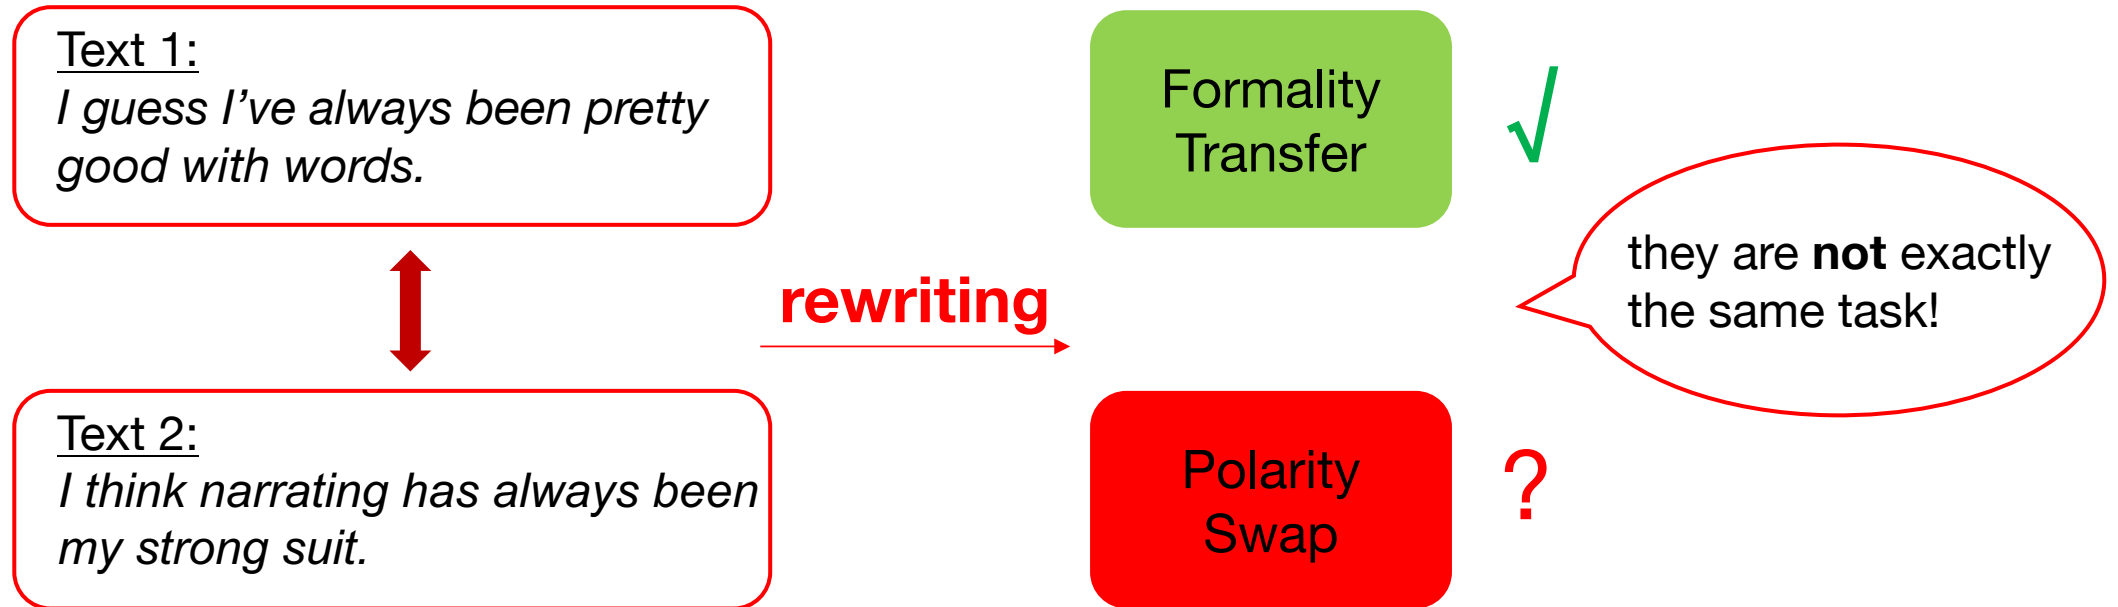 Text 1:
I guess I’ve always been pretty
good with words.
Text 2:
I think narrating has always been
my strong suit.
rewriting
Formality
Transfer
√
Polarity
Swap
?
they are not exactly
the same task!